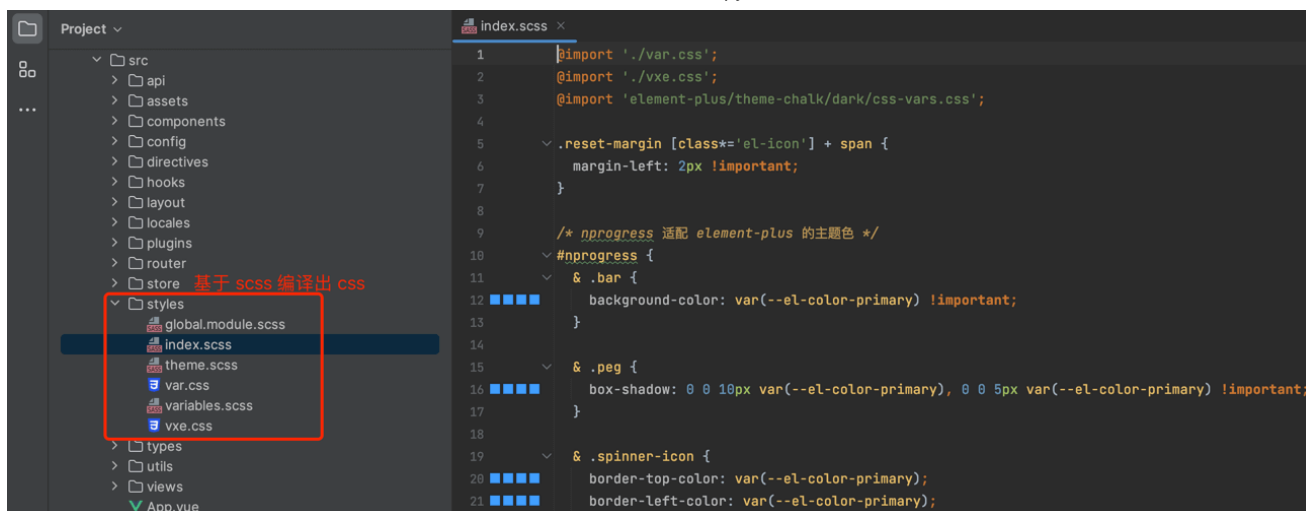 Project
index.scss ×
src
api
assets
components
config
directives
hooks
layout
locales
plugins
router
store 基于 scss 编译出 css
styles
global.module.scss
index.scss
theme.scss
var.css
variables.scss
vxe.css
types
utils
views
App.vue
1 @import './var.css';
2 @import './vxe.css';
3 @import 'element-plus/theme-chalk/dark/css-vars.css';
4
5 .reset-margin [class*='el-icon'] + span {
6 margin-left: 2px !important;
7 }
8
9 /* nprogress 适配 element-plus 的主题色 */
10 #nprogress {
11 & .bar {
12 background-color: var(--el-color-primary) !important;
13 }
14
15 & .peg {
16 box-shadow: 0 0 10px var(--el-color-primary), 0 0 5px var(--el-color-primary) !important;
17 }
18
19 & .spinner-icon {
20 border-top-color: var(--el-color-primary);
21 border-left-color: var(--el-color-primary);